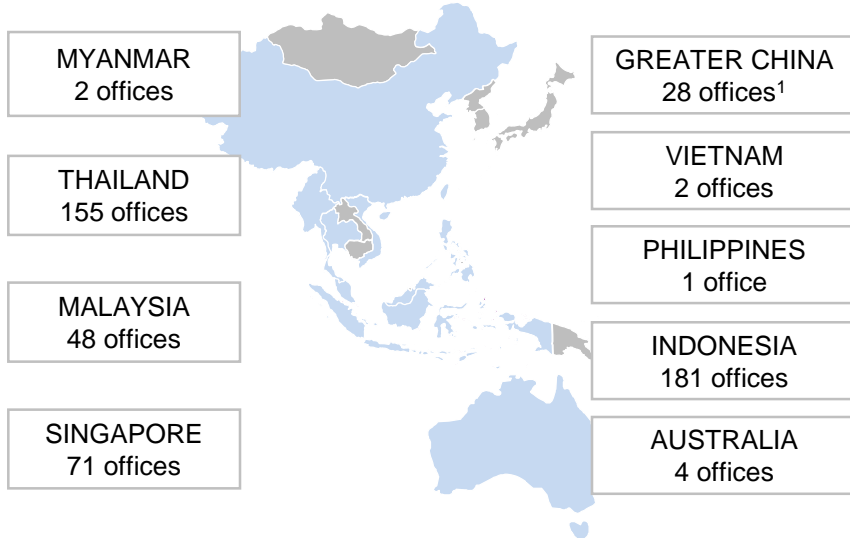 MYANMAR
2 offices
THAILAND
155 offices
MALAYSIA
48 offices
SINGAPORE
71 offices
GREATER CHINA
28 offices¹
VIETNAM
2 offices
PHILIPPINES
1 office
INDONESIA
181 offices
AUSTRALIA
4 offices